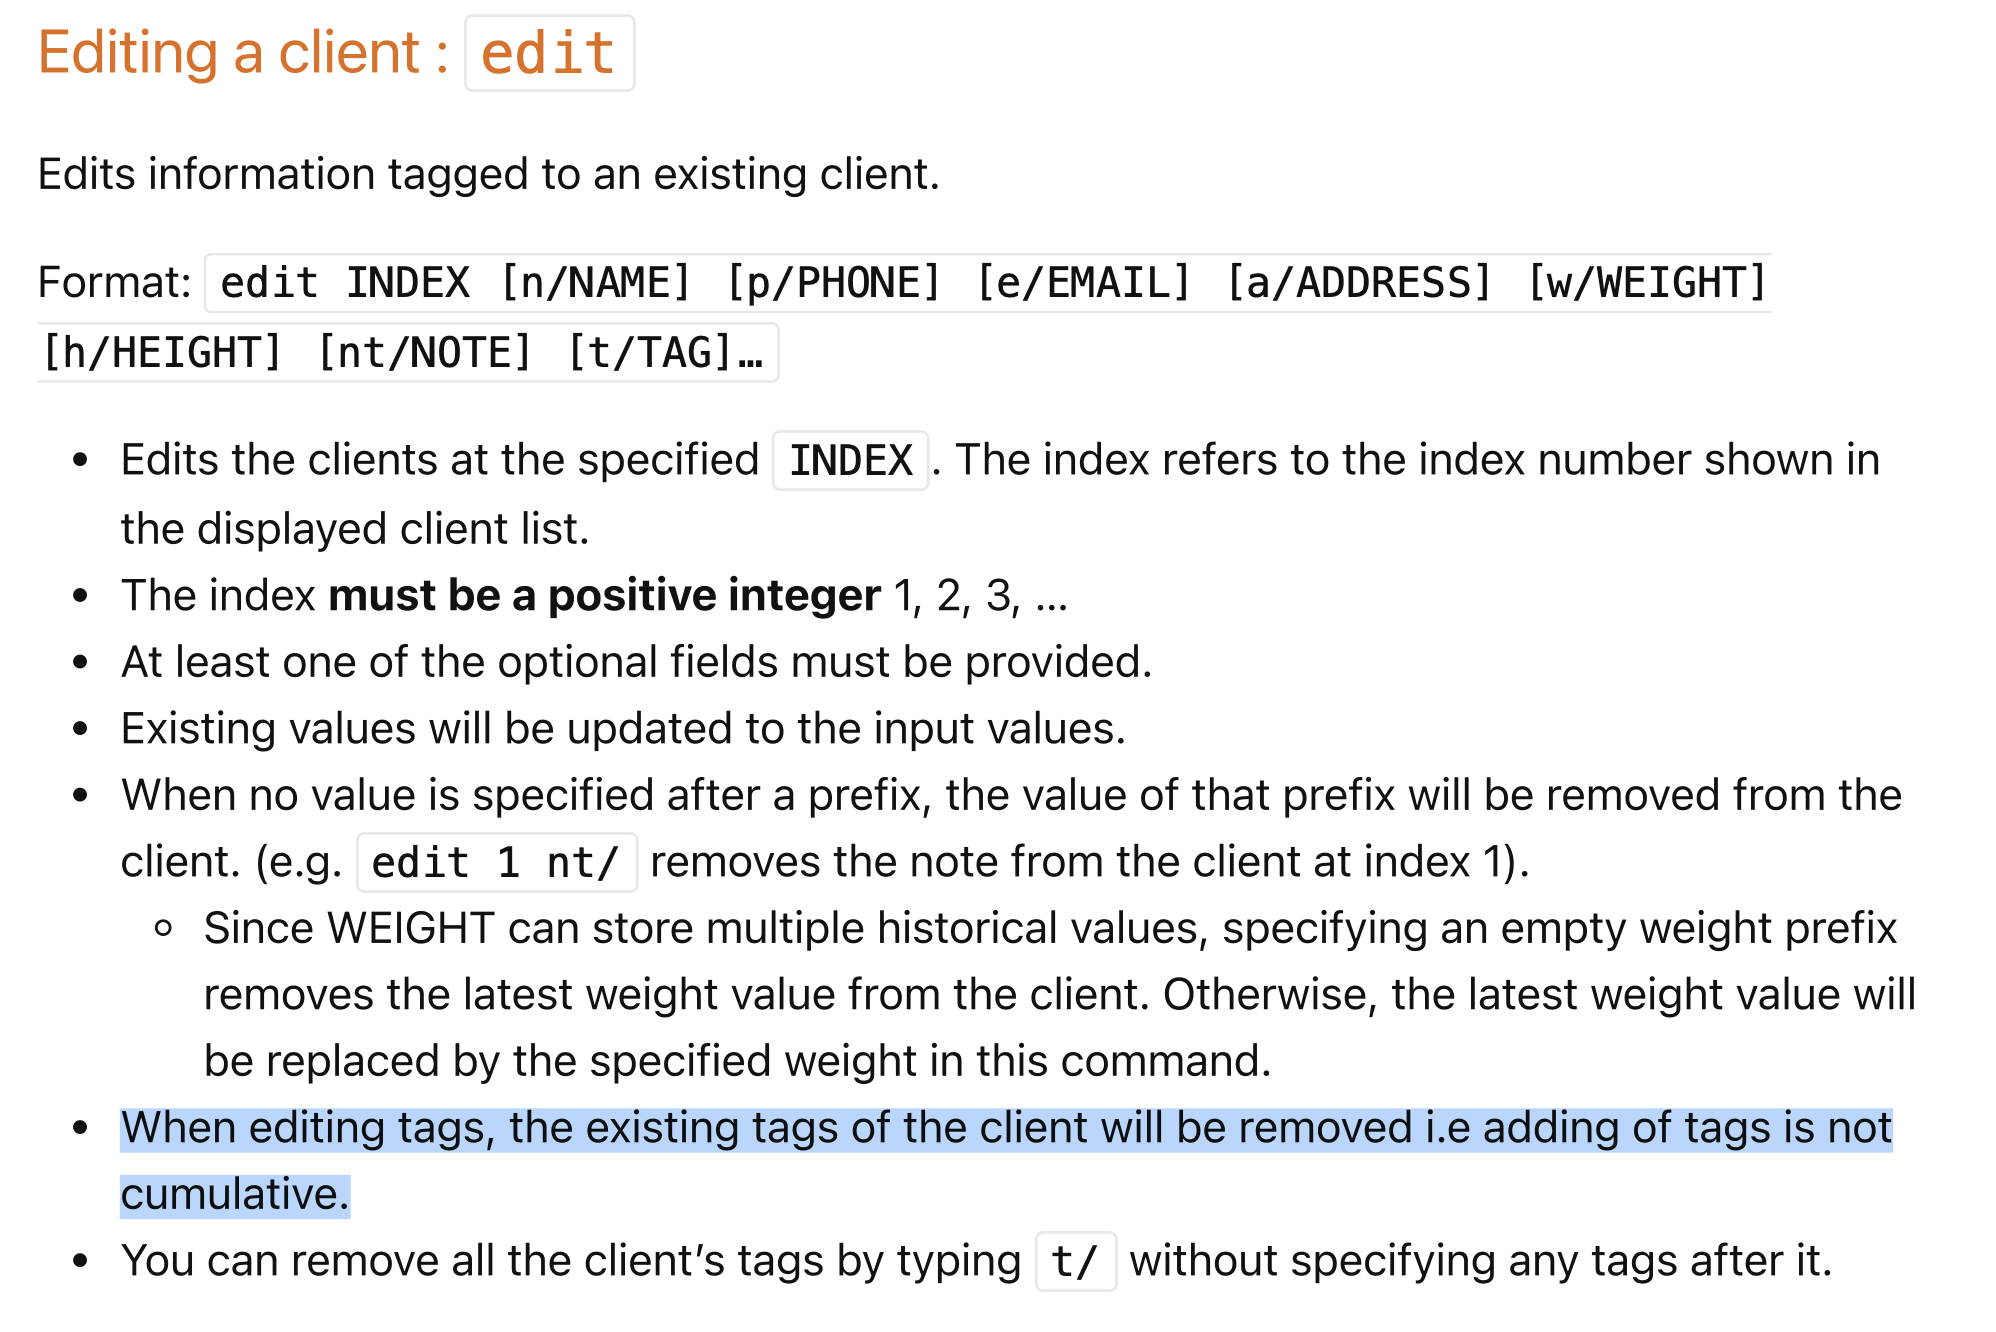 Editing a client : edit
Edits information tagged to an existing client.
Format: edit INDEX [n/NAME] [p/PHONE] [e/EMAIL] [a/ADDRESS] [w/WEIGHT]
[h/HEIGHT] [nt/NOTE] [t/TAG]…
• Edits the clients at the specified INDEX. The index refers to the index number shown in
the displayed client list.
• The index must be a positive integer 1, 2, 3, …
• At least one of the optional fields must be provided.
• Existing values will be updated to the input values.
• When no value is specified after a prefix, the value of that prefix will be removed from the
client. (e.g. edit 1 nt/ removes the note from the client at index 1).
◦ Since WEIGHT can store multiple historical values, specifying an empty weight prefix
removes the latest weight value from the client. Otherwise, the latest weight value will
be replaced by the specified weight in this command.
• When editing tags, the existing tags of the client will be removed i.e adding of tags is not
cumulative.
• You can remove all the client’s tags by typing t/ without specifying any tags after it.